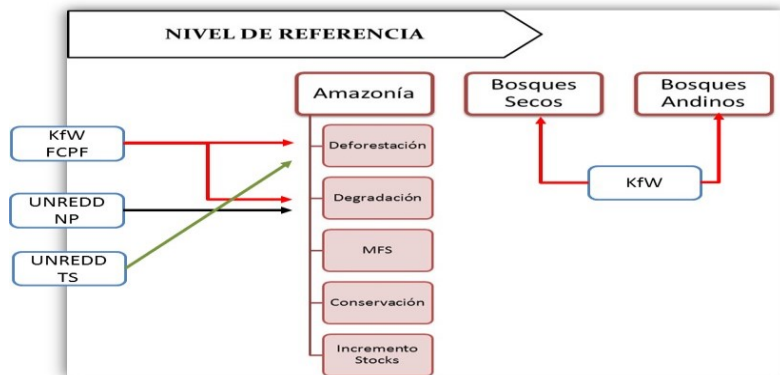 NIVEL DE REFERENCIA
Amazonía
Bosques
Secos
Bosques
Andinos
KfW
FCPF
Deforestación
UNREDD
NP
Degradación
KfW
UNREDD
TS
MFS
Conservación
Incremento
Stocks